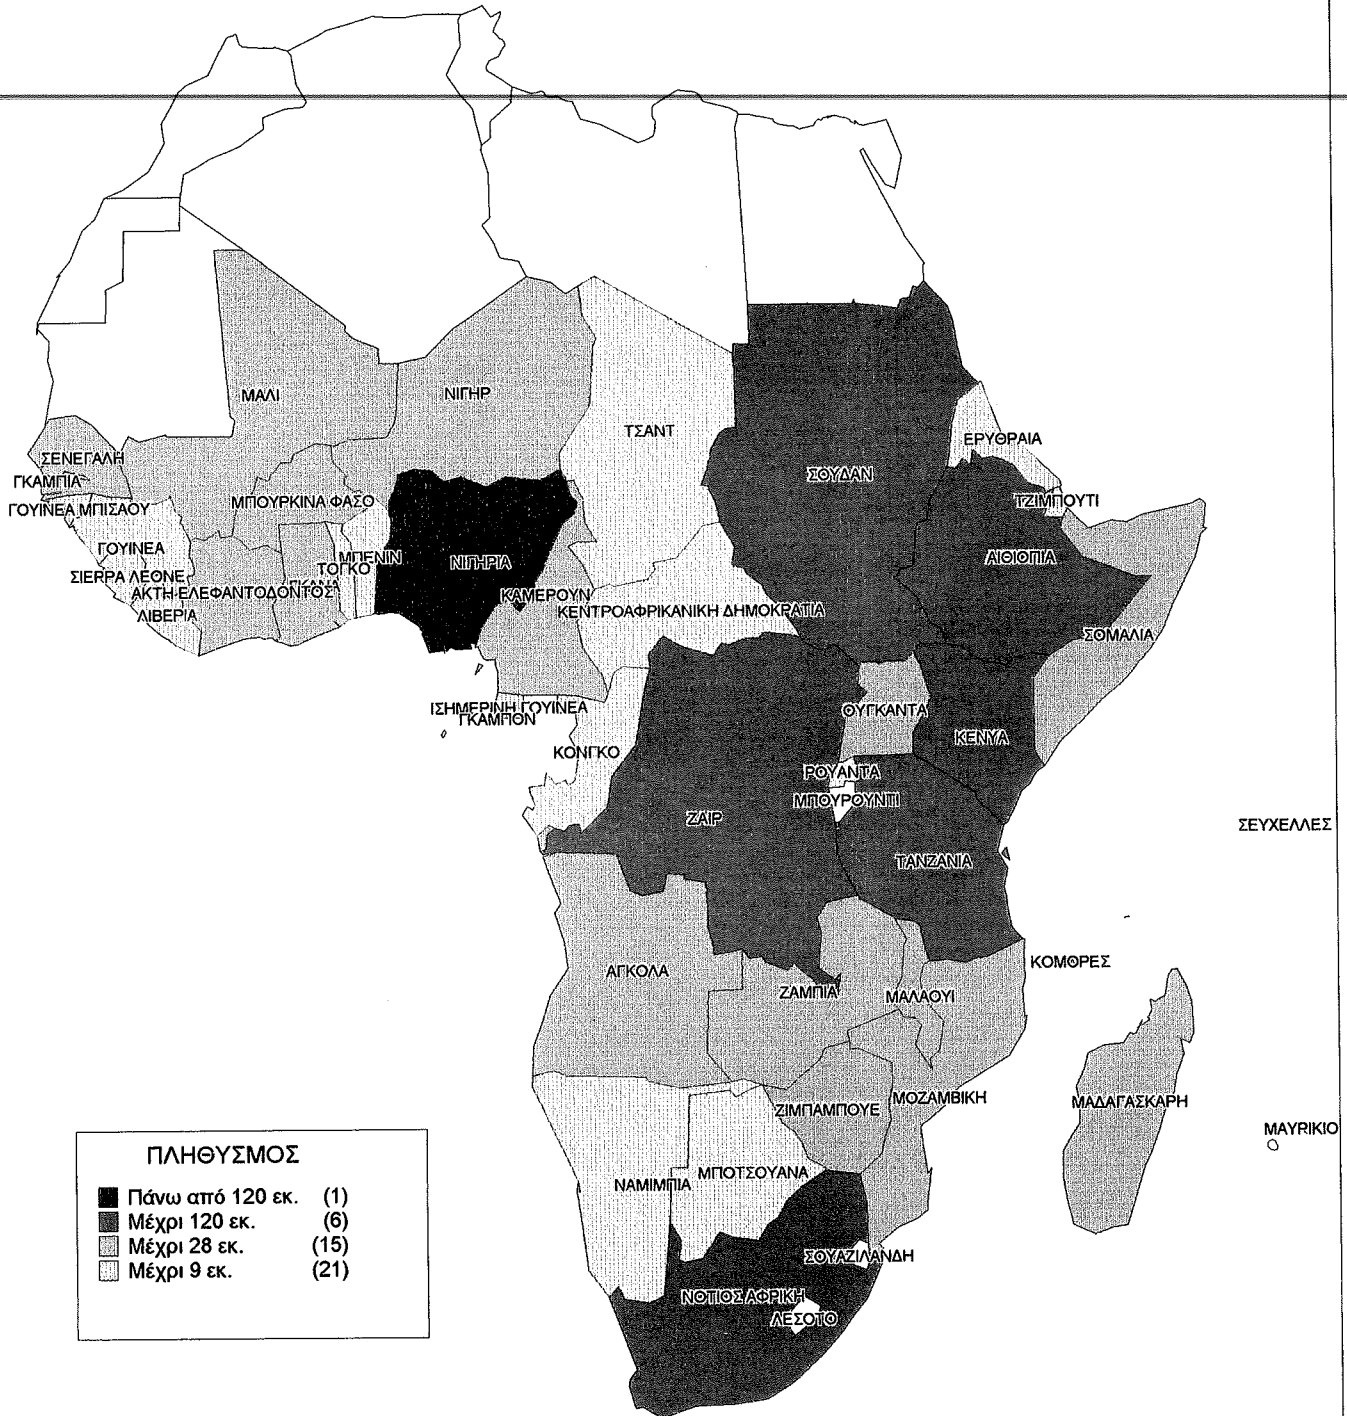 ΜΑΛΙ
ΝΙΓΗΡ
ΤΣΑΝΤ
ΕΡΥΘΡΑΙΑ
ΣΕΝΕΓΑΛΗ
ΣΟΥΔΑΝ
ΓΚΑΜΠΙΑ
ΜΠΟΥΡΚΙΝΑ ΦΑΣΟ
ΤΖΙΜΠΟΥΤΙ
ΓΟΥΙΝΕΑ ΜΠΙΣΑΟΥ
ΓΟΥΙΝΕΑ
ΜΠΕΝΙΝ
ΝΙΓΗΡΙΑ
ΑΙΘΙΟΠΙΑ
ΤΟΓΚΟ
ΣΙΕRPA ΛΕΟΝΕ
ΓΚΑΝΑ
ΑΚΤΗ ΕΛΕΦΑΝΤΟΔΟΝΤΟΣ
ΚΑΜΕΡΟΥΝ
ΛΙΒΕΡΙΑ
ΚΕΝΤΡΟΑΦΡΙΚΑΝΙΚΗ ΔΗΜΟΚΡΑΤΙΑ
ΣΟΜΑΛΙΑ
ΙΣΗΜΕΡΙΝΗ ΓΟΥΙΝΕΑ
ΓΚΑΜΠΟΝ
ΟΥΓΚΑΝΤΑ
ΚΕΝΥΑ
ΚΟΝΓΚΟ
ΡΟΥΑΝΤΑ
ΜΠΟΥΡΟΥΝΤΙ
ΖΑΙΡ
ΣΕΥΧΕΛΛΕΣ
ΤΑΝΖΑΝΙΑ
ΚΟΜΟΡΕΣ
ΑΓΚΟΛΑ
ΖΑΜΠΙΑ
ΜΑΛΑΟΥΙ
ΜΟΖΑΜΒΙΚΗ
ΜΑΔΑΓΑΣΚΑΡΗ
ΖΙΜΠΑΜΠΟΥΕ
ΜΑΥRΙΚΙΟ
ΜΠΟΤΣΟΥΑΝΑ
ΝΑΜΙΜΠΙΑ
ΣΟΥΑΖΙΛΑΝΔΗ
ΝΟΤΙΟΣ ΑΦΡΙΚΗ
ΛΕΣΟΤΟ
ΠΛΗΘΥΣΜΟΣ
Πάνω από 120 εκ. (1)
Μέχρι 120 εκ. (6)
Μέχρι 28 εκ. (15)
Μέχρι 9 εκ. (21)